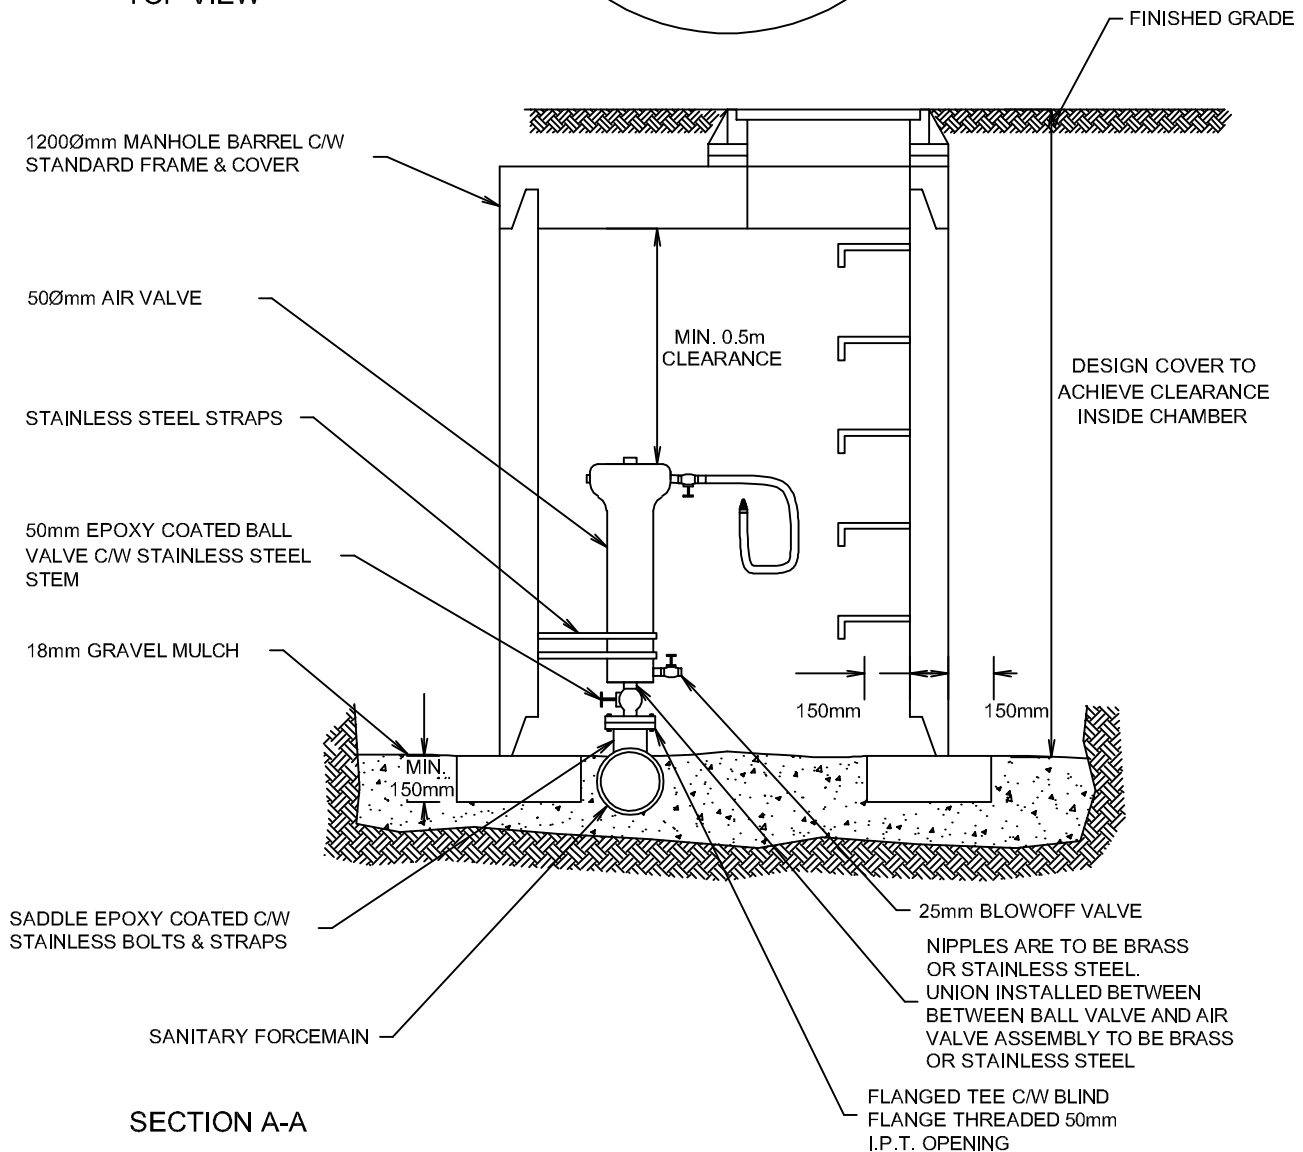 TOP VIEW
FINISHED GRADE
1200Ømm MANHOLE BARREL C/W
STANDARD FRAME & COVER
50Ømm AIR VALVE
MIN. 0.5m
CLEARANCE
DESIGN COVER TO
ACHIEVE CLEARANCE
INSIDE CHAMBER
STAINLESS STEEL STRAPS
50mm EPOXY COATED BALL
VALVE C/W STAINLESS STEEL
STEM
18mm GRAVEL MULCH
150mm
150mm
MIN.
150mm
SADDLE EPOXY COATED C/W
STAINLESS BOLTS & STRAPS
25mm BLOWOFF VALVE
NIPPLES ARE TO BE BRASS
OR STAINLESS STEEL.
UNION INSTALLED BETWEEN
BETWEEN BALL VALVE AND AIR
VALVE ASSEMBLY TO BE BRASS
OR STAINLESS STEEL
SANITARY FORCEMAIN
FLANGED TEE C/W BLIND
FLANGE THREADED 50mm
I.P.T. OPENING
SECTION A-A